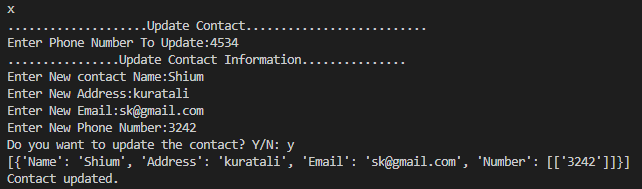 x
....................Update Contact..........................
Enter Phone Number To Update:4534
................Update Contact Information...............
Enter New contact Name:Shium
Enter New Address:kuratali
Enter New Email:sk@gmail.com
Enter New Phone Number:3242
Do you want to update the contact? Y/N: y
[{'Name': 'Shium', 'Address': 'kuratali', 'Email': 'sk@gmail.com', 'Number': [['3242']]}]
Contact updated.